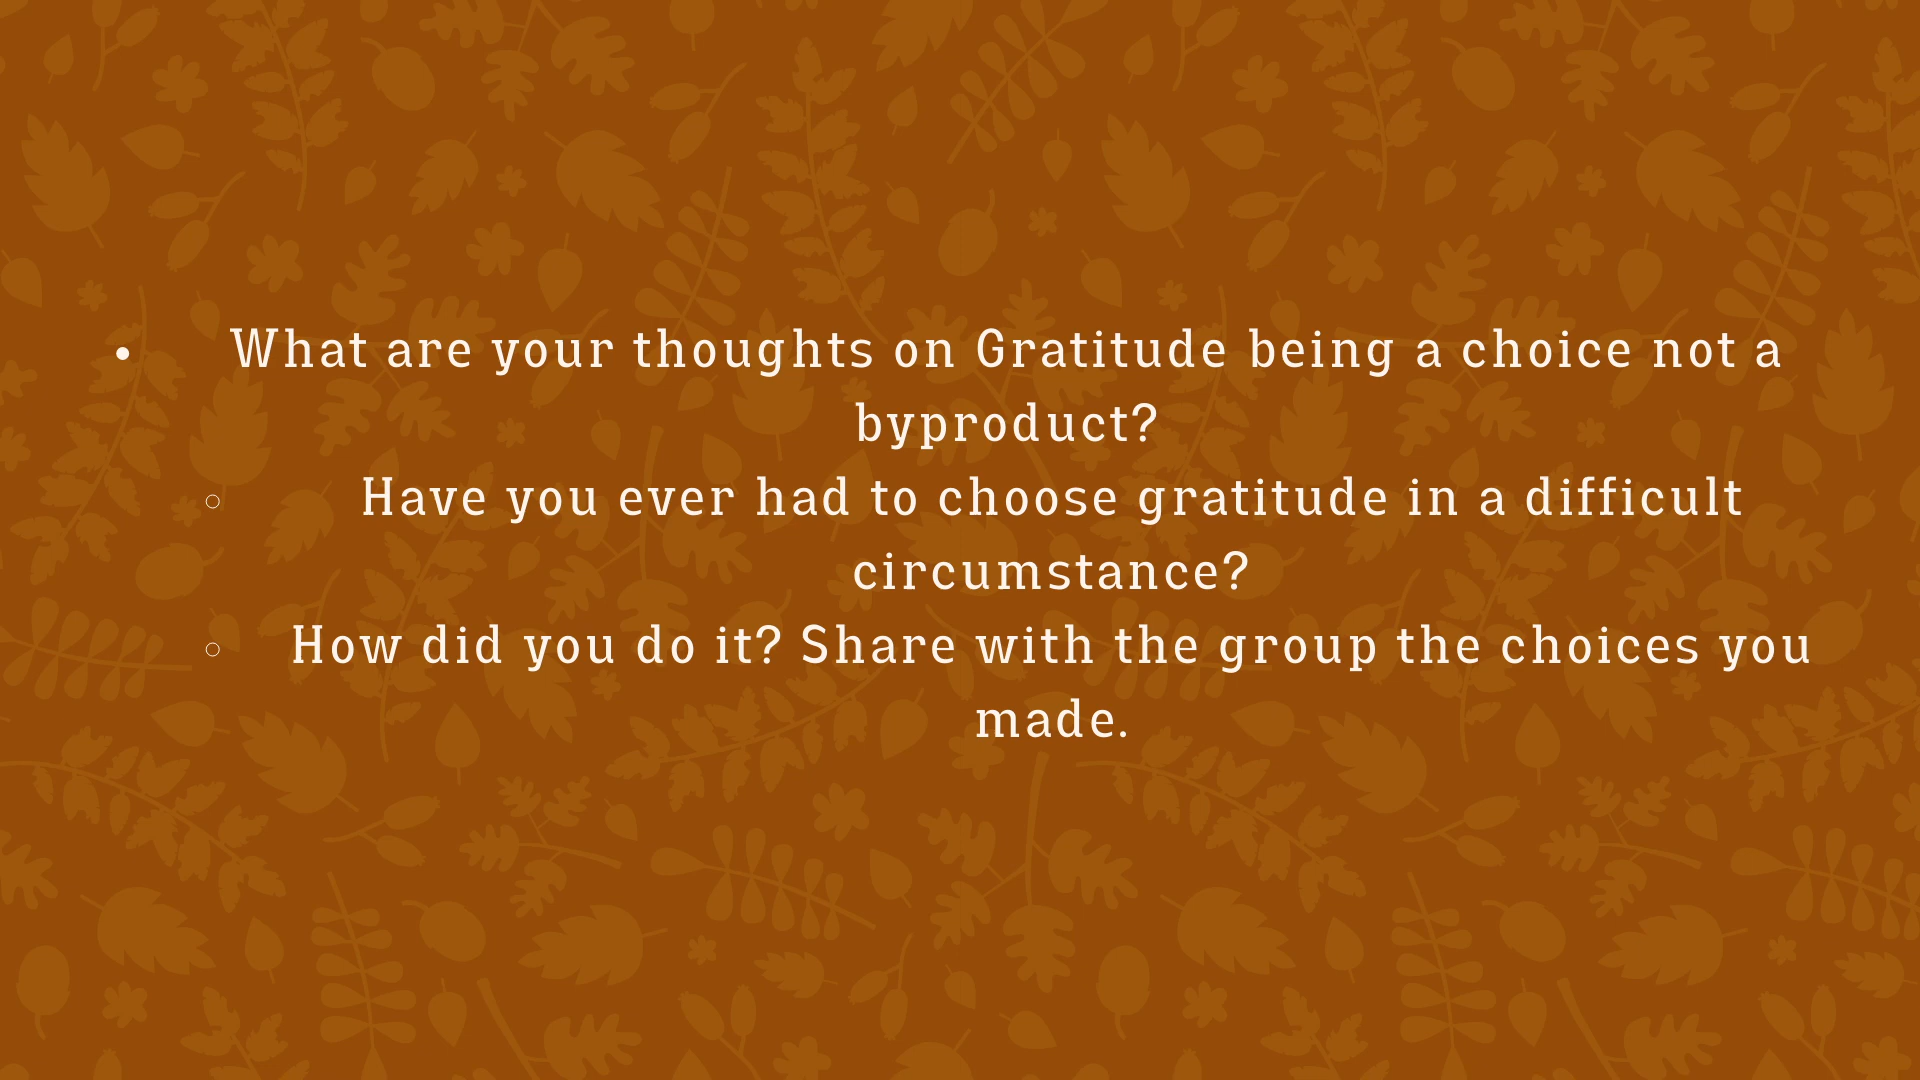 • What are your thoughts on Gratitude being a choice not a
byproduct?
○ Have you ever had to choose gratitude in a difficult
circumstance?
○ How did you do it? Share with the group the choices you
made.